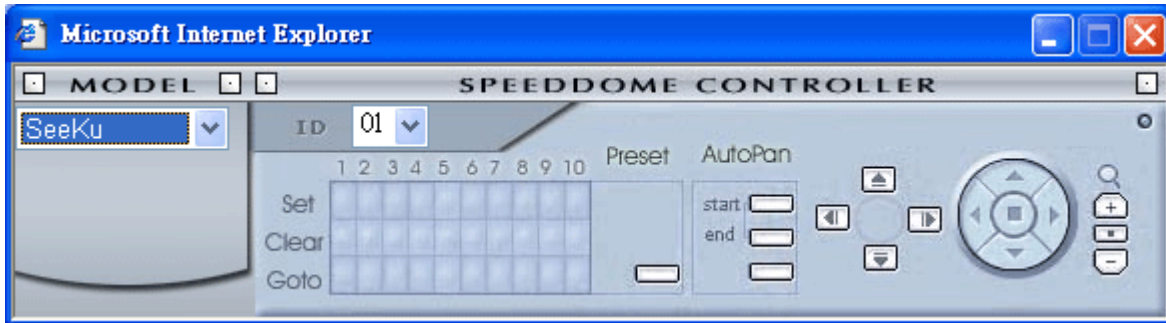 Microsoft Internet Explorer
MODEL SPEEDDOME CONTROLLER
SeeKu ID 01
1 2 3 4 5 6 7 8 9 10 Preset AutoPan
Set start
Clear end
Goto